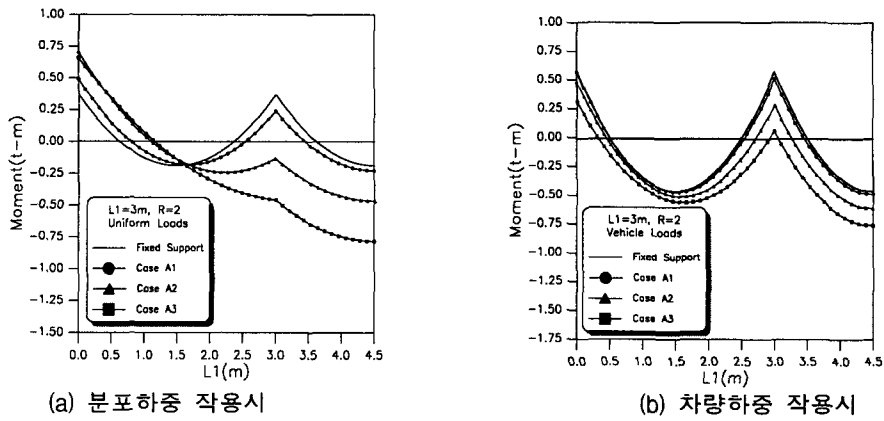 1.00
0.75
0.50
0.25
0.00
-0.25
-0.50
-0.75
-1.00
-1.25
-1.50
Moment(t-m)
L1=3m, R=2
Uniform Loads
Fixed Support
Case A1
Case A2
Case A3
0.0 0.5 1.0 1.5 2.0 2.5 3.0 3.5 4.0 4.5
L1(m)
(a) 분포하중 작용시
1.00
0.75
0.50
0.25
0.00
-0.25
-0.50
-0.75
-1.00
-1.25
-1.50
-1.75
Moment(t-m)
L1=3m, R=2
Vehicle Loads
Fixed Support
Case A1
Case A2
Case A3
0.0 0.5 1.0 1.5 2.0 2.5 3.0 3.5 4.0 4.5
L1(m)
(b) 차량하중 작용시